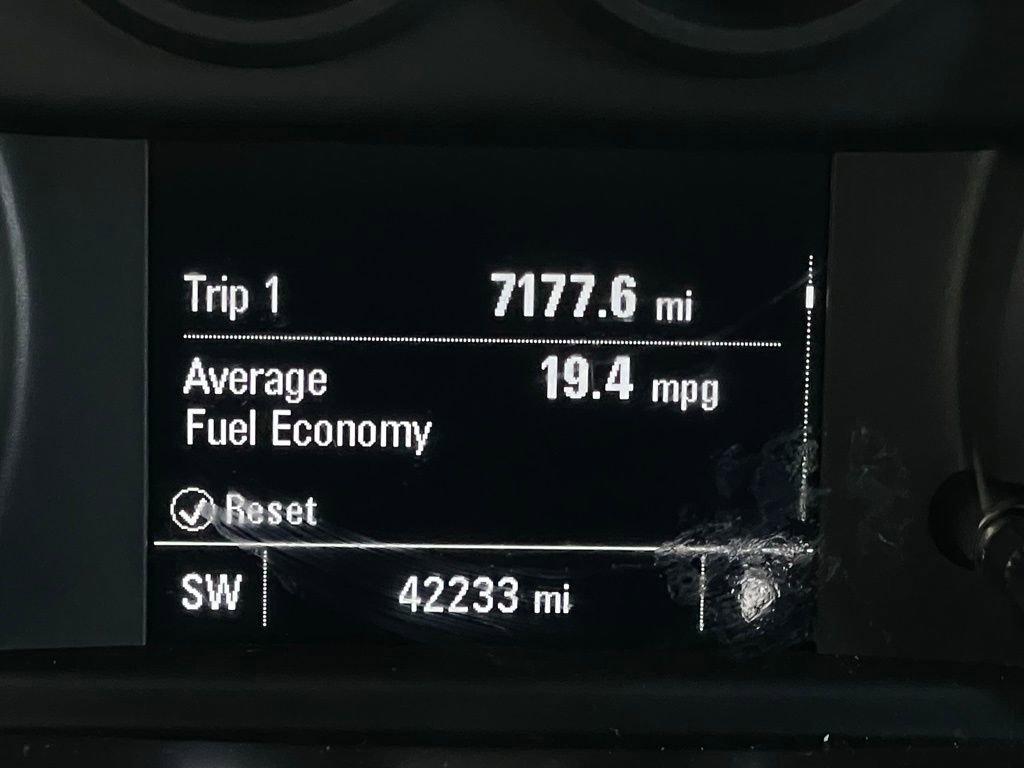 Trip 1 7177.6 mi
Average 19.4 mpg
Fuel Economy
Reset
SW 42233 mi